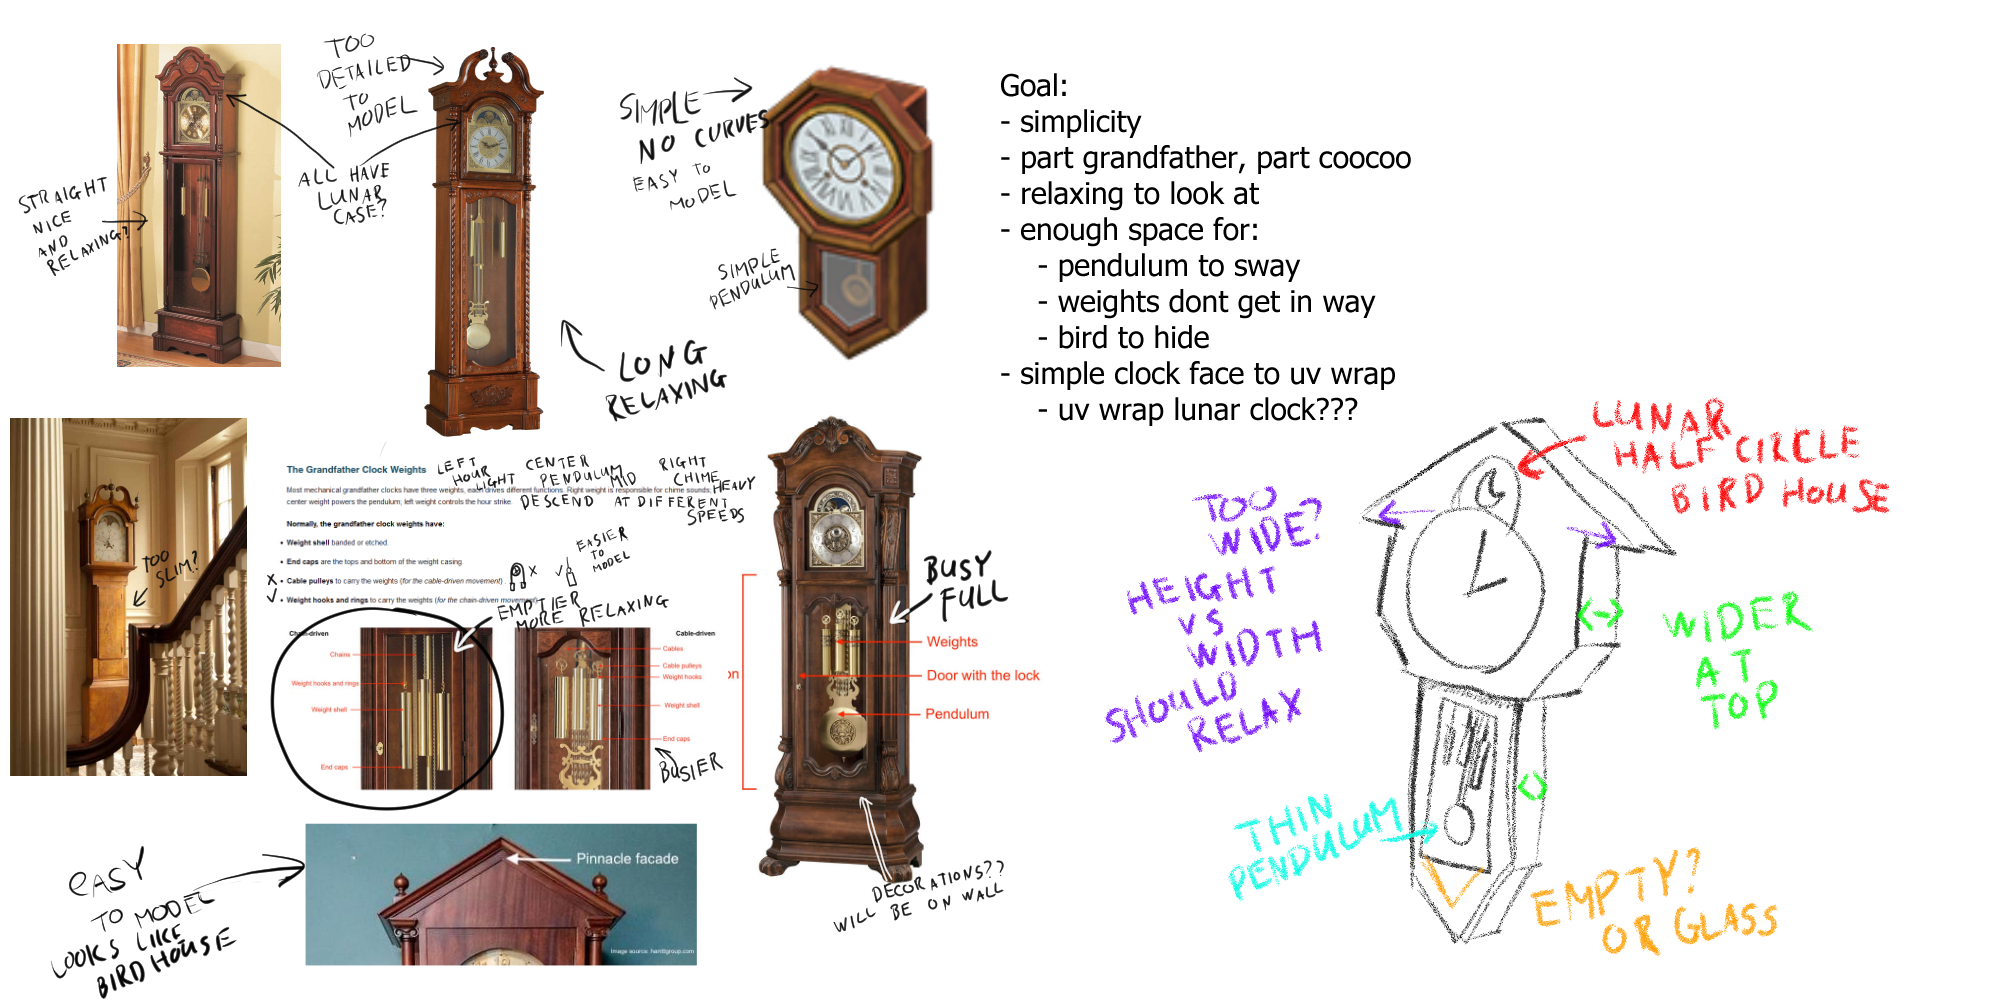 TOO
DETAILED
TO
MODEL
ALL HAVE
LUNAR
CASE?
STRAIGHT
NICE
AND
RELAXING?
LONG
RELAXING
SIMPLE
NO CURVES
EASY TO
MODEL
SIMPLE
PENDULUM
Goal:
- simplicity
- part grandfather, part coocoo
- relaxing to look at
- enough space for:
- pendulum to sway
- weights dont get in way
- bird to hide
- simple clock face to uv wrap
- uv wrap lunar clock???
TOO
SLIM?
The Grandfather Clock Weights
LEFT
HOUR
LIGHT
CENTER
PENDULUM
MID
RIGHT
CHIME
HEAVY
Most mechanical grandfather clocks have three weights, each drives different functions. Right weight is responsible for chime sounds;
center weight powers the pendulum; left weight controls the hour strike.
DESCEND AT DIFFERENT
SPEEDS
Normally, the grandfather clock weights have:
• Weight shell banded or etched.
• End caps are the tops and bottom of the weight casing.
X • Cable pulleys to carry the weights (for the cable-driven movement)
✓ • Weight hooks and rings to carry the weights (for the chain-driven movement)
X
✓
EASIER
TO
MODEL
EMPTIER
MORE RELAXING
Chain-driven
Cable-driven
Chains
Weight hooks and rings
Weight shell
End caps
Cables
Cable pulleys
Weight hooks
Weight shell
End caps
BUSIER
on
BUSY
FULL
Weights
Door with the lock
Pendulum
DECORATIONS??
WILL BE ON WALL
EASY
TO MODEL
LOOKS LIKE
BIRD HOUSE
Pinnacle facade
LUNAR
HALF CIRCLE
BIRD HOUSE
TOO
WIDE?
HEIGHT
VS
WIDTH
SHOULD
RELAX
WIDER
AT
TOP
THIN
PENDULUM
EMPTY?
OR GLASS